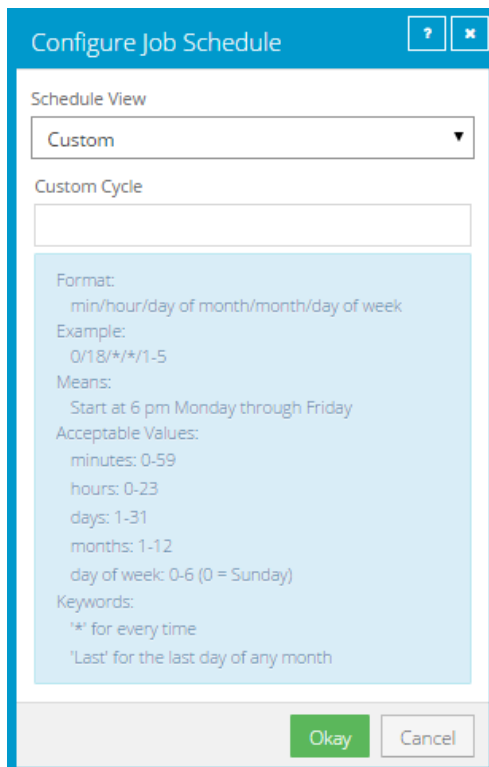 Configure Job Schedule
?
×
Schedule View
Custom
Custom Cycle
Format:
min/hour/day of month/month/day of week
Example:
0/18/*/*/1-5
Means:
Start at 6 pm Monday through Friday
Acceptable Values:
minutes: 0-59
hours: 0-23
days: 1-31
months: 1-12
day of week: 0-6 (0 = Sunday)
Keywords:
'*' for every time
'Last' for the last day of any month
Okay
Cancel